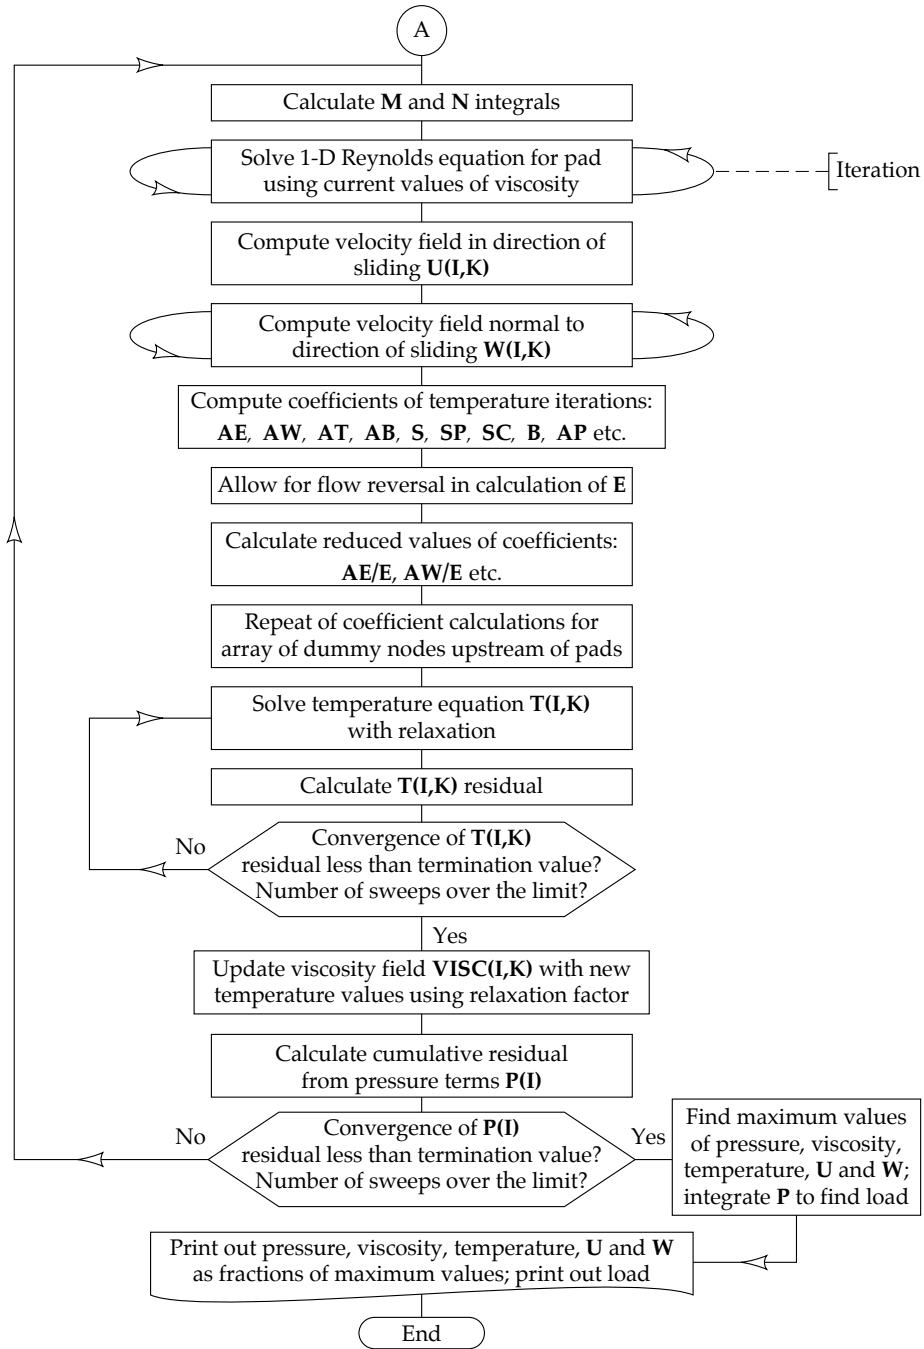 A
Calculate M and N integrals
Solve 1-D Reynolds equation for pad
using current values of viscosity
Iteration
Compute velocity field in direction of
sliding U(I,K)
Compute velocity field normal to
direction of sliding W(I,K)
Compute coefficients of temperature iterations:
AE, AW, AT, AB, S, SP, SC, B, AP etc.
Allow for flow reversal in calculation of E
Calculate reduced values of coefficients:
AE/E, AW/E etc.
Repeat of coefficient calculations for
array of dummy nodes upstream of pads
Solve temperature equation T(I,K)
with relaxation
Calculate T(I,K) residual
No
Convergence of T(I,K)
residual less than termination value?
Number of sweeps over the limit?
Yes
Update viscosity field VISC(I,K) with new
temperature values using relaxation factor
Calculate cumulative residual
from pressure terms P(I)
No
Convergence of P(I)
residual less than termination value?
Number of sweeps over the limit?
Yes
Find maximum values
of pressure, viscosity,
temperature, U and W;
integrate P to find load
Print out pressure, viscosity, temperature, U and W
as fractions of maximum values; print out load
End